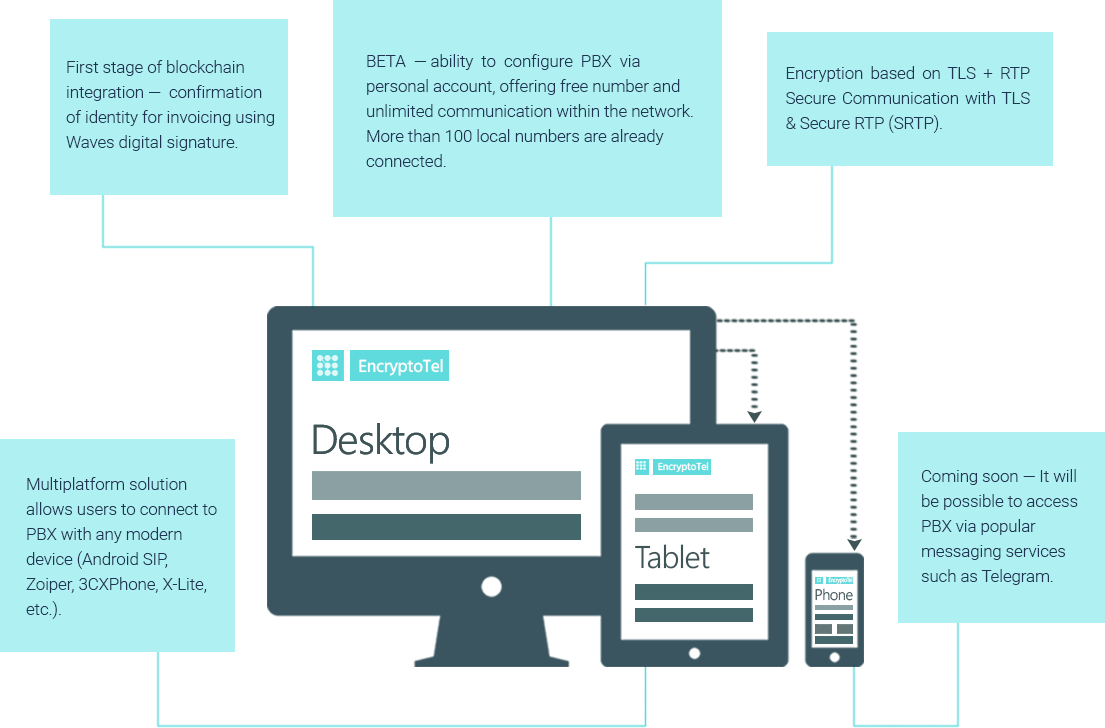 First stage of blockchain
integration — confirmation
of identity for invoicing using
Waves digital signature.
BETA — ability to configure PBX via
personal account, offering free number and
unlimited communication within the network.
More than 100 local numbers are already
connected.
Encryption based on TLS + RTP
Secure Communication with TLS
& Secure RTP (SRTP).
EncryptoTel
Desktop
Multiplatform solution
allows users to connect to
PBX with any modern
device (Android SIP,
Zoiper, 3CXPhone, X-Lite,
etc.).
EncryptoTel
Tablet
EncryptoTel
Phone
Coming soon — It will
be possible to access
PBX via popular
messaging services
such as Telegram.